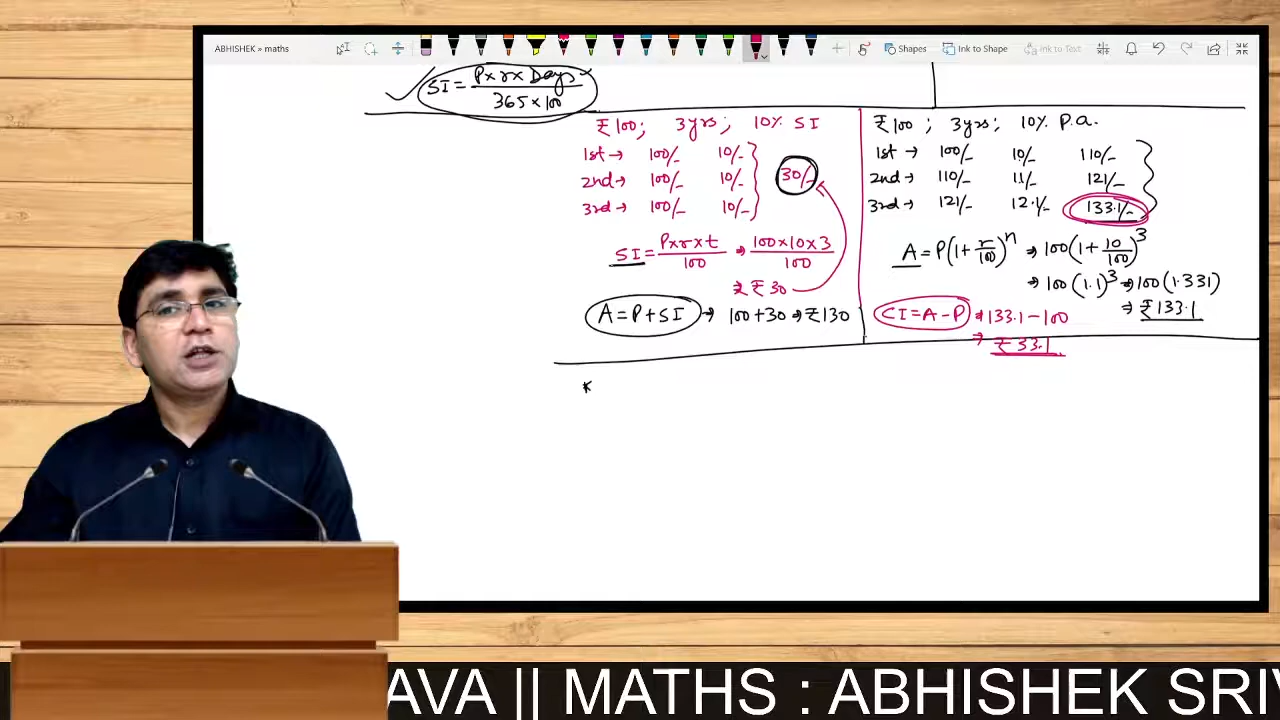 ABHISHEK » maths
Shapes
Ink to Shape
Ink to Text
SI = P×r×Days / 365×100
₹100; 3yrs; 10% SI
1st → 100/- 10/-
2nd → 100/- 10/-
3rd → 100/- 10/-
30/-
SI = P×r×t / 100 → 100×10×3 / 100
₹30
A = P+SI → 100+30 → ₹130
₹100; 3yrs; 10% P.a.
1st → 100/- 10/- 110/-
2nd → 110/- 11/- 121/-
3rd → 121/- 12.1/- 133.1/-
A = P(1+r/100)^n → 100(1+10/100)^3
→ 100(1.1)^3 → 100(1.331)
→ ₹133.1
CI = A-P → 133.1-100
→ ₹33.1
*
AVA || MATHS : ABHISHEK SRIV